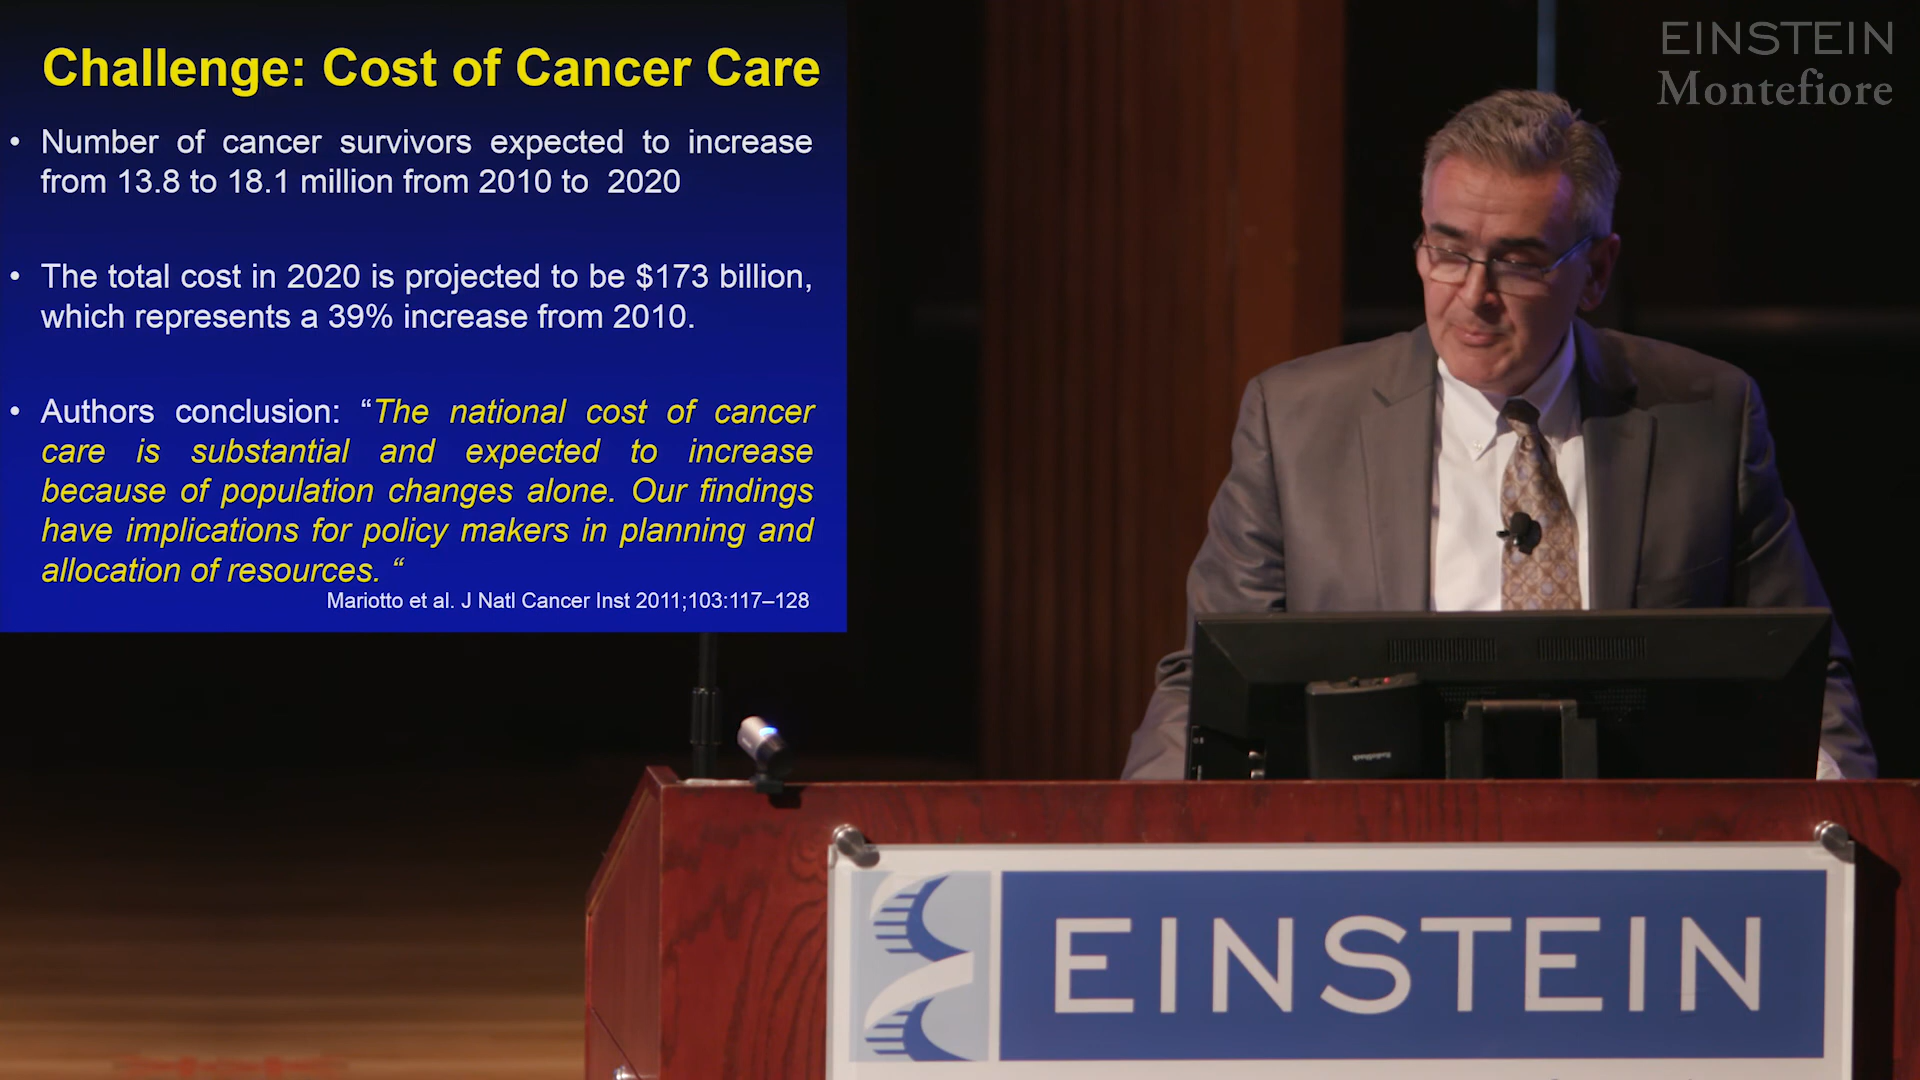 Challenge: Cost of Cancer Care
• Number of cancer survivors expected to increase
from 13.8 to 18.1 million from 2010 to 2020
• The total cost in 2020 is projected to be $173 billion,
which represents a 39% increase from 2010.
• Authors conclusion: “The national cost of cancer
care is substantial and expected to increase
because of population changes alone. Our findings
have implications for policy makers in planning and
allocation of resources. “
Mariotto et al. J Natl Cancer Inst 2011;103:117–128
EINSTEIN
Montefiore
EINSTEIN